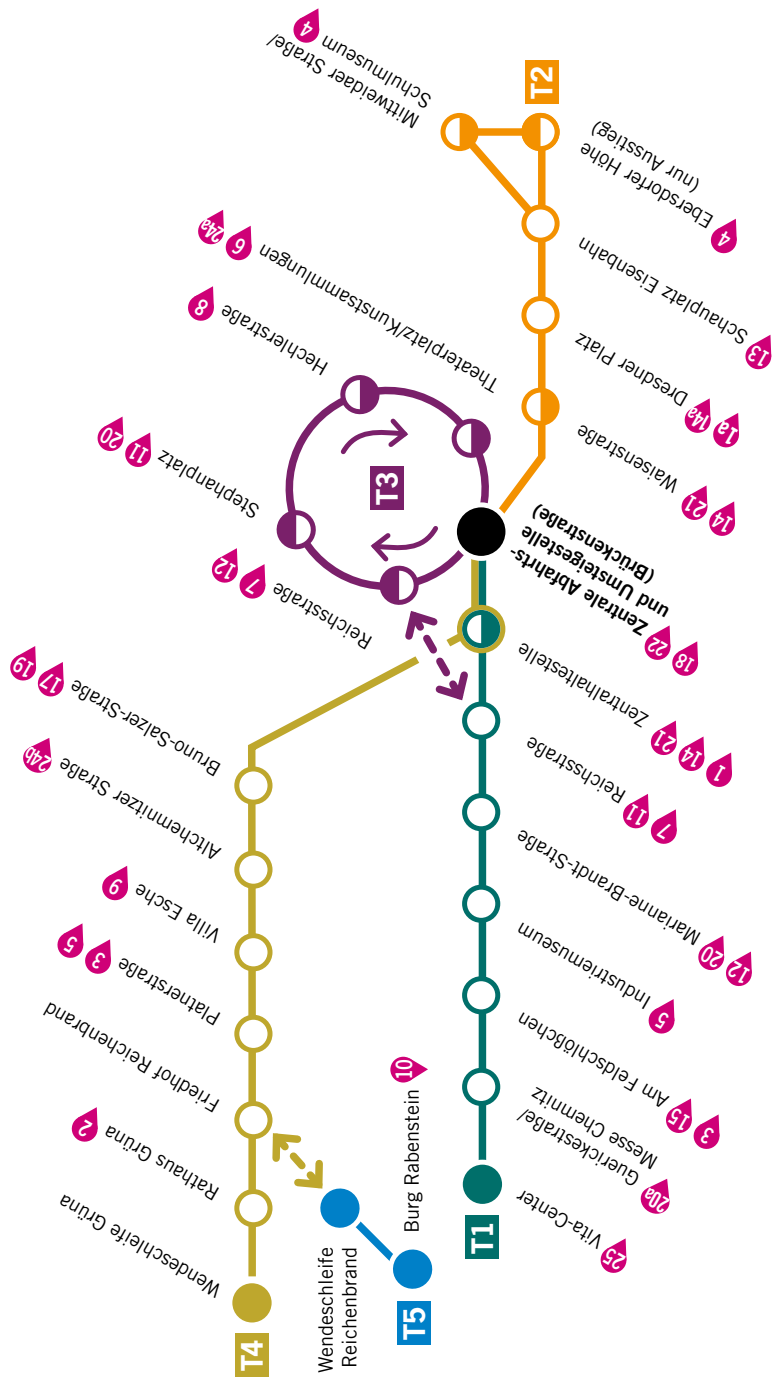 T4
Wendeschleife Grüna
Rathaus Grüna
2
Friedhof Reichenbrand
Platnerstraße
3
5
Villa Esche
9
Altchemnitzer Straße
24b
Bruno-Salzer-Straße
17
19
T5
Wendeschleife
Reichenbrand
Burg Rabenstein
10
T1
Vita-Center
25
Guerickestraße/
Messe Chemnitz
20a
Am Feldschlößchen
3
15
Industriemuseum
5
Marianne-Brandt-Straße
12
20
Reichsstraße
7
11
Zentralhaltestelle
1
14
21
Zentrale Abfahrts-
und Umsteigestelle
(Brückenstraße)
18
22
T3
Reichsstraße
7
12
Stephanplatz
11
20
Hechlerstraße
8
Theaterplatz/Kunstsammlungen
6
24a
Waisenstraße
14
21
Dresdner Platz
1a
14a
Schauplatz Eisenbahn
13
Ebersdorfer Höhe
(nur Ausstieg)
4
Mittweidaer Straße/
Schulmuseum
4
T2